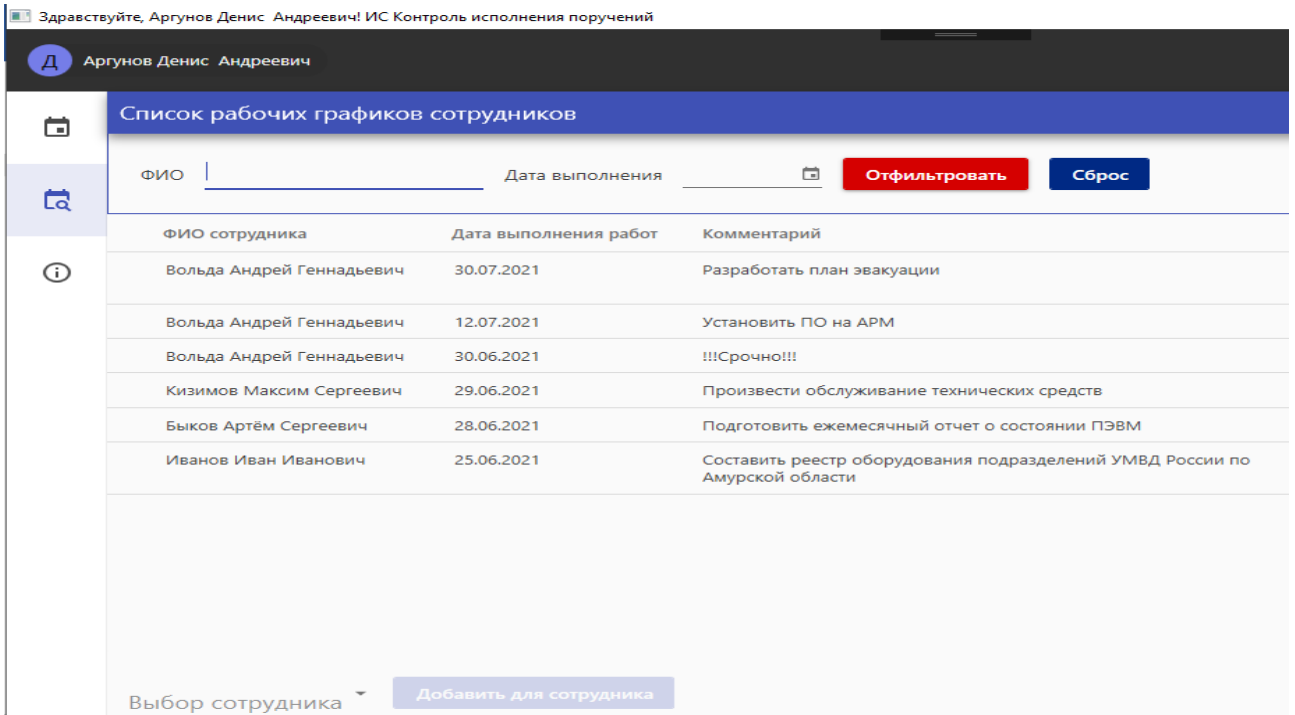 Здравствуйте, Аргунов Денис  Андреевич! ИС Контроль исполнения поручений
Д Аргунов Денис  Андреевич
Список рабочих графиков сотрудников
ФИО Дата выполнения Отфильтровать Сброс
ФИО сотрудника Дата выполнения работ Комментарий
Вольда Андрей Геннадьевич 30.07.2021 Разработать план эвакуации
Вольда Андрей Геннадьевич 12.07.2021 Установить ПО на АРМ
Вольда Андрей Геннадьевич 30.06.2021 !!!Срочно!!!
Кизимов Максим Сергеевич 29.06.2021 Произвести обслуживание технических средств
Быков Артём Сергеевич 28.06.2021 Подготовить ежемесячный отчет о состоянии ПЭВМ
Иванов Иван Иванович 25.06.2021 Составить реестр оборудования подразделений УМВД России по
Амурской области
Выбор сотрудника Добавить для сотрудника